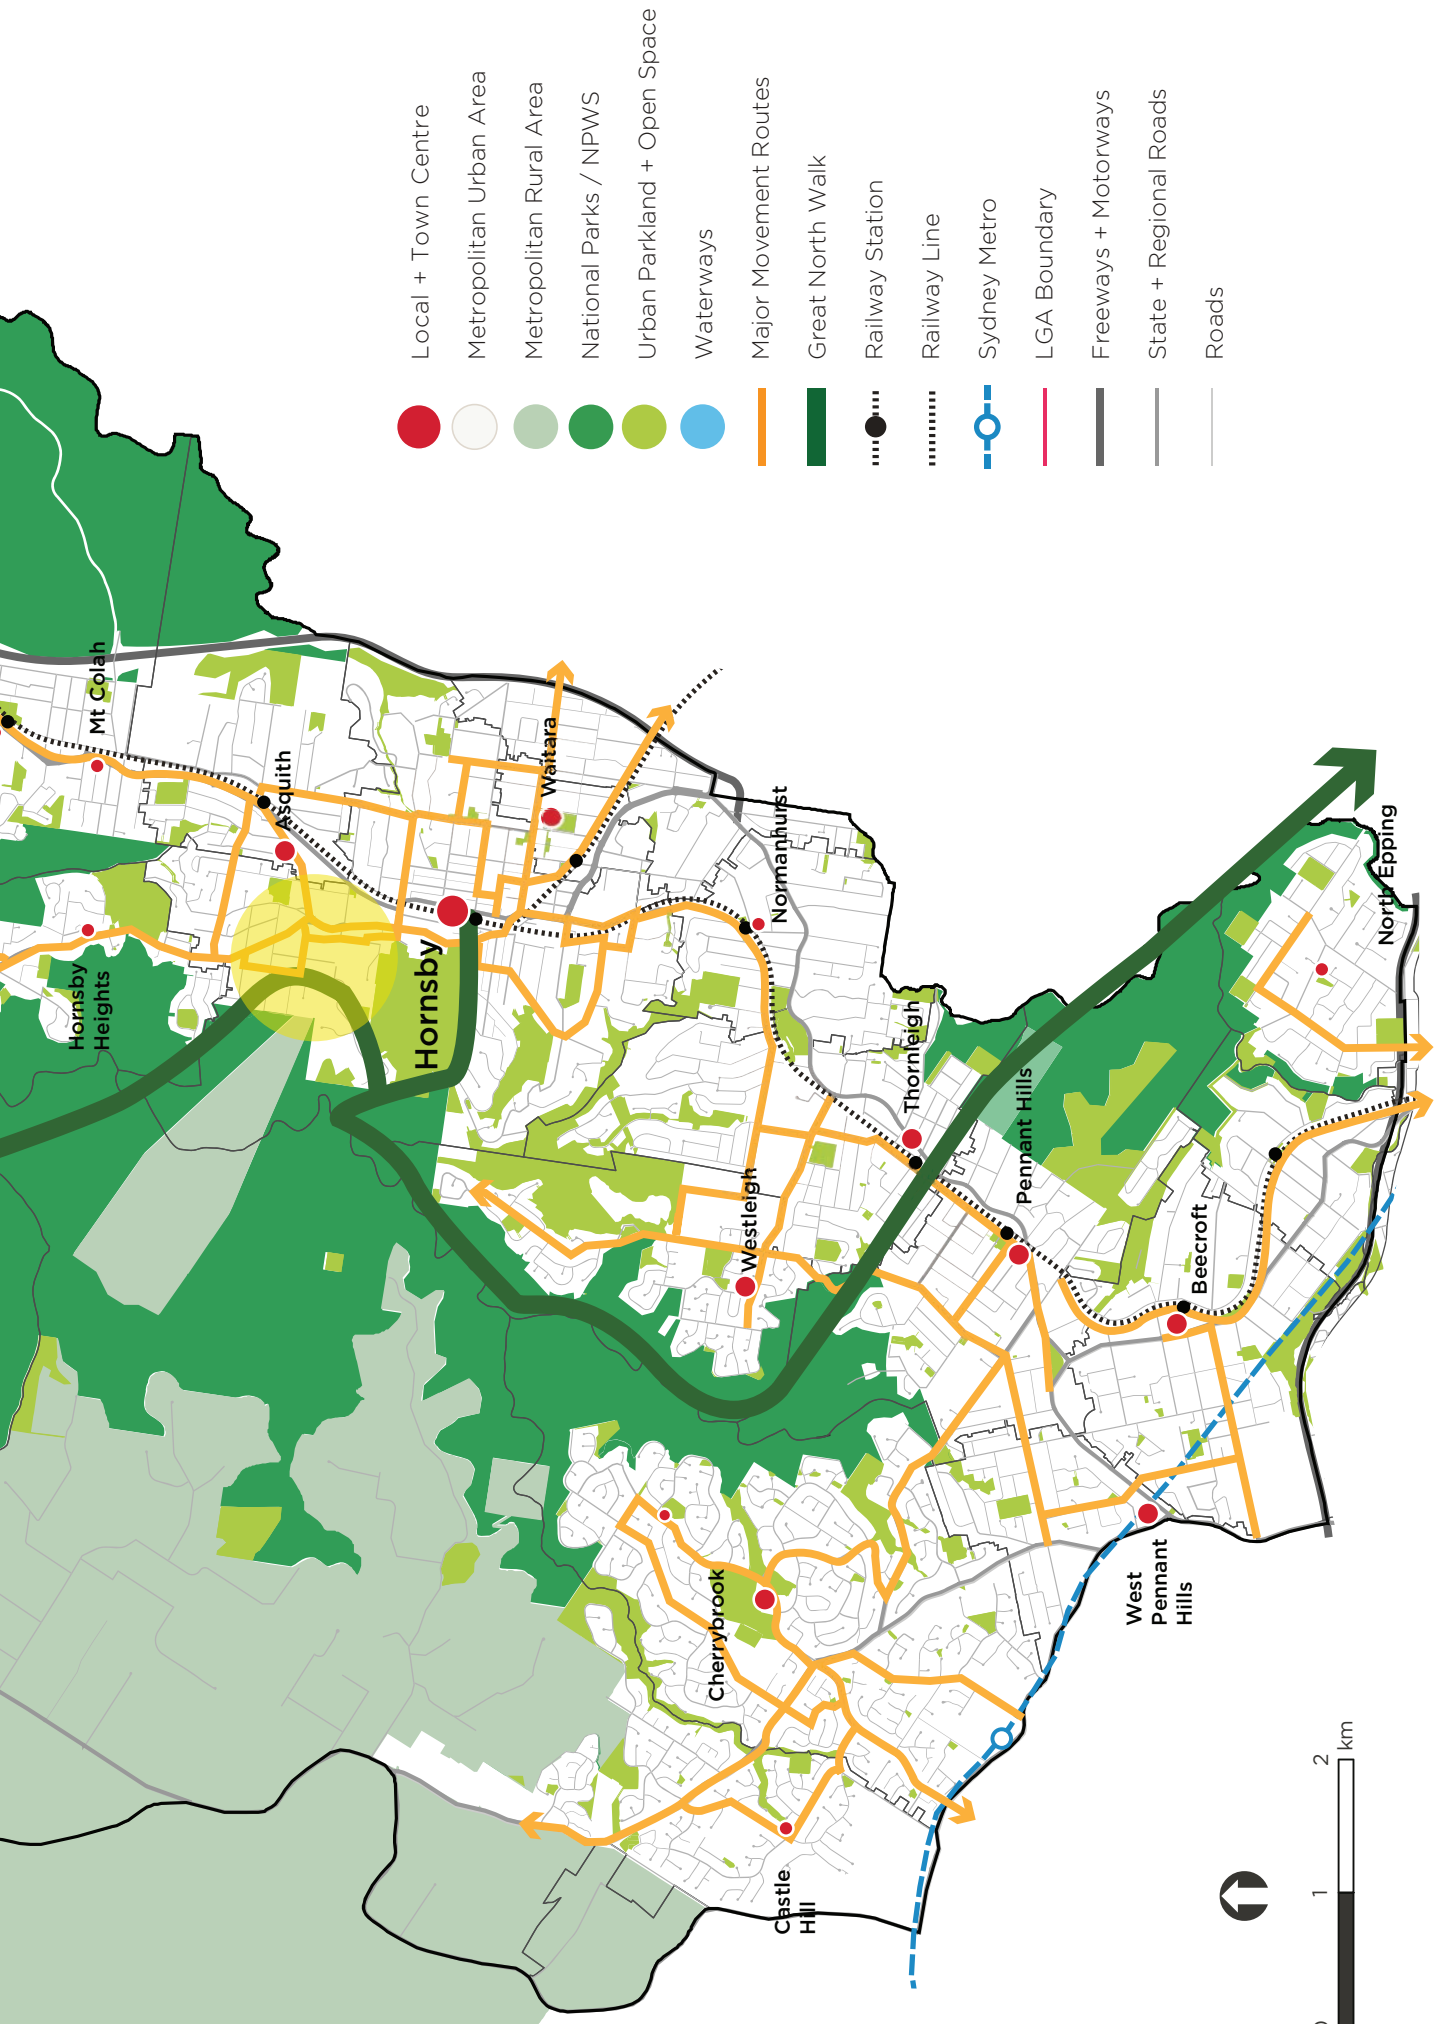 Local + Town Centre
Metropolitan Urban Area
Metropolitan Rural Area
National Parks / NPWS
Urban Parkland + Open Space
Waterways
Major Movement Routes
Great North Walk
Railway Station
Railway Line
Sydney Metro
LGA Boundary
Freeways + Motorways
State + Regional Roads
Roads
Mt Colah
Asquith
Hornsby
Heights
Hornsby
Waitara
Normanhurst
Thornleigh
Westleigh
Pennant Hills
Beecroft
North Epping
Cherrybrook
West
Pennant
Hills
Castle
Hill
1
2
km